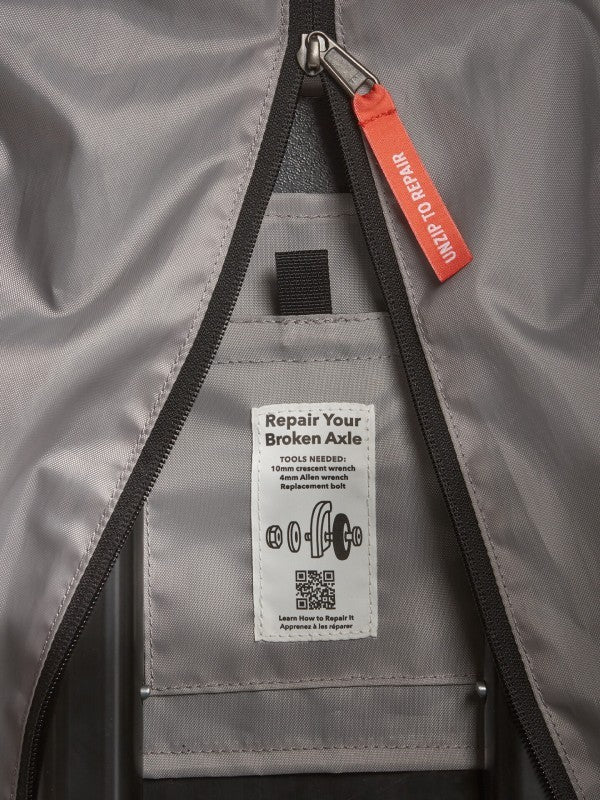 UNZIP TO REPAIR
Repair Your
Broken Axle
TOOLS NEEDED:
10mm crescent wrench
4mm Allen wrench
Replacement bolt
Learn How to Repair It
Apprenez à les réparer